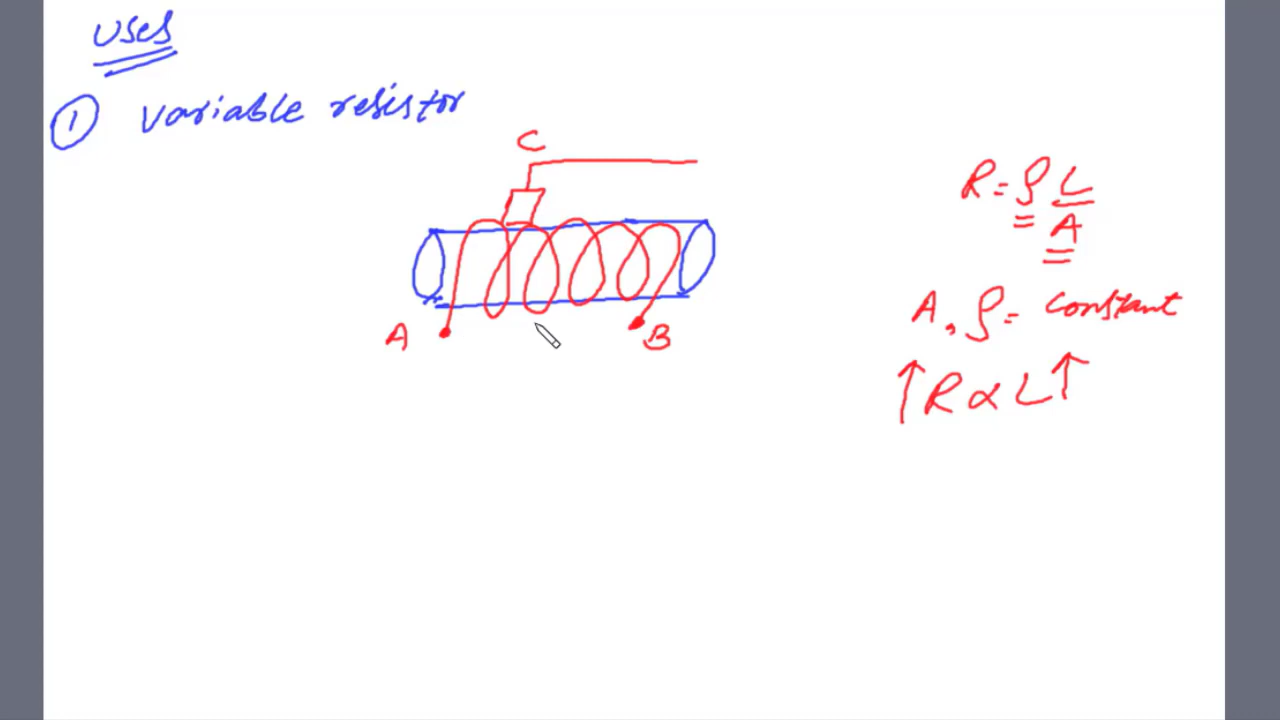 uses
① variable resistor
C
A
B
R = ρ L
A
A, ρ = constant
↑ R ∝ L ↑